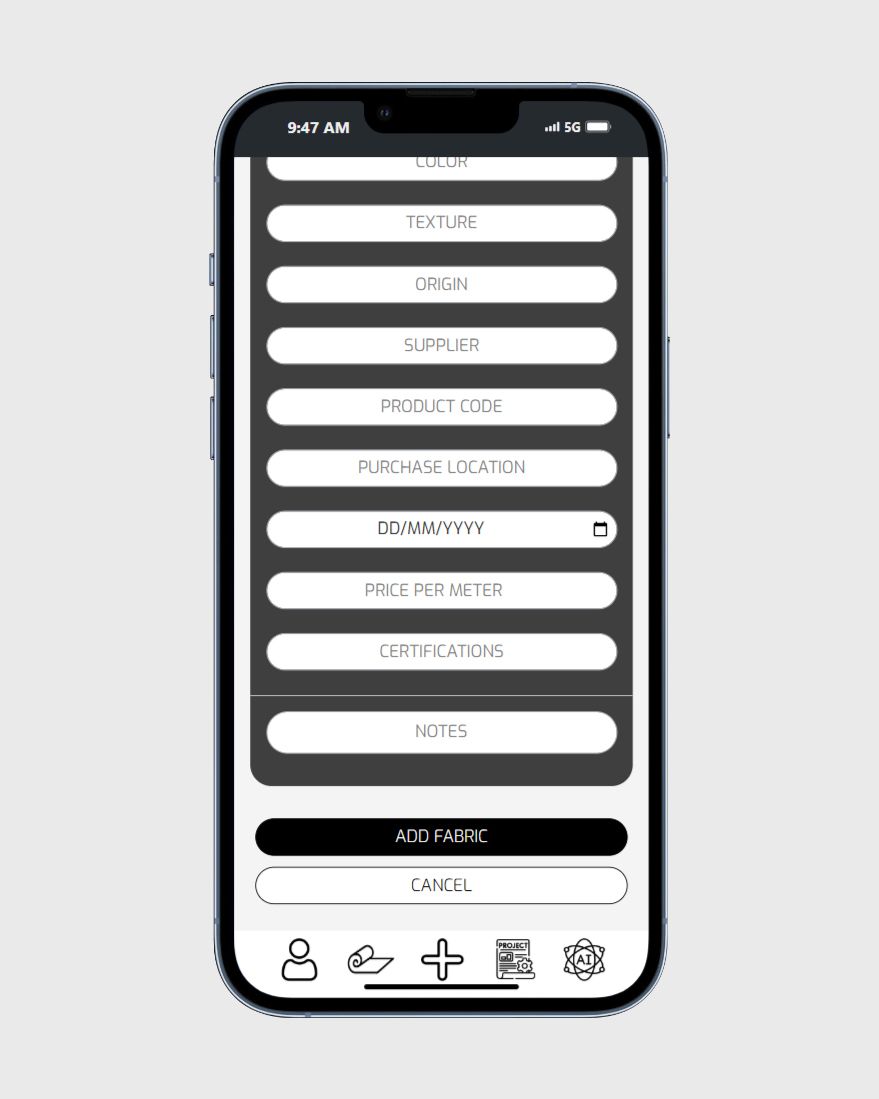 9:47 AM
5G
COLOR
TEXTURE
ORIGIN
SUPPLIER
PRODUCT CODE
PURCHASE LOCATION
DD/MM/YYYY
PRICE PER METER
CERTIFICATIONS
NOTES
ADD FABRIC
CANCEL
PROJECT
AI